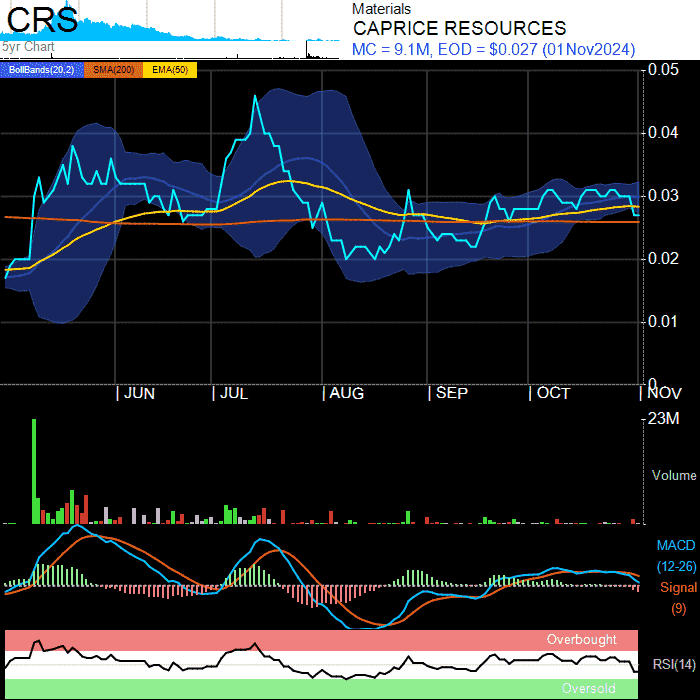 CRS
5yr Chart
Materials
CAPRICE RESOURCES
MC = 9.1M, EOD = $0.027 (01Nov2024)
BollBands(20,2) SMA(200) EMA(50)
0.05
0.04
0.03
0.02
0.01
0
JUN JUL AUG SEP OCT NOV
23M
Volume
MACD
(12-26)
Signal
(9)
Overbought
RSI(14)
Oversold